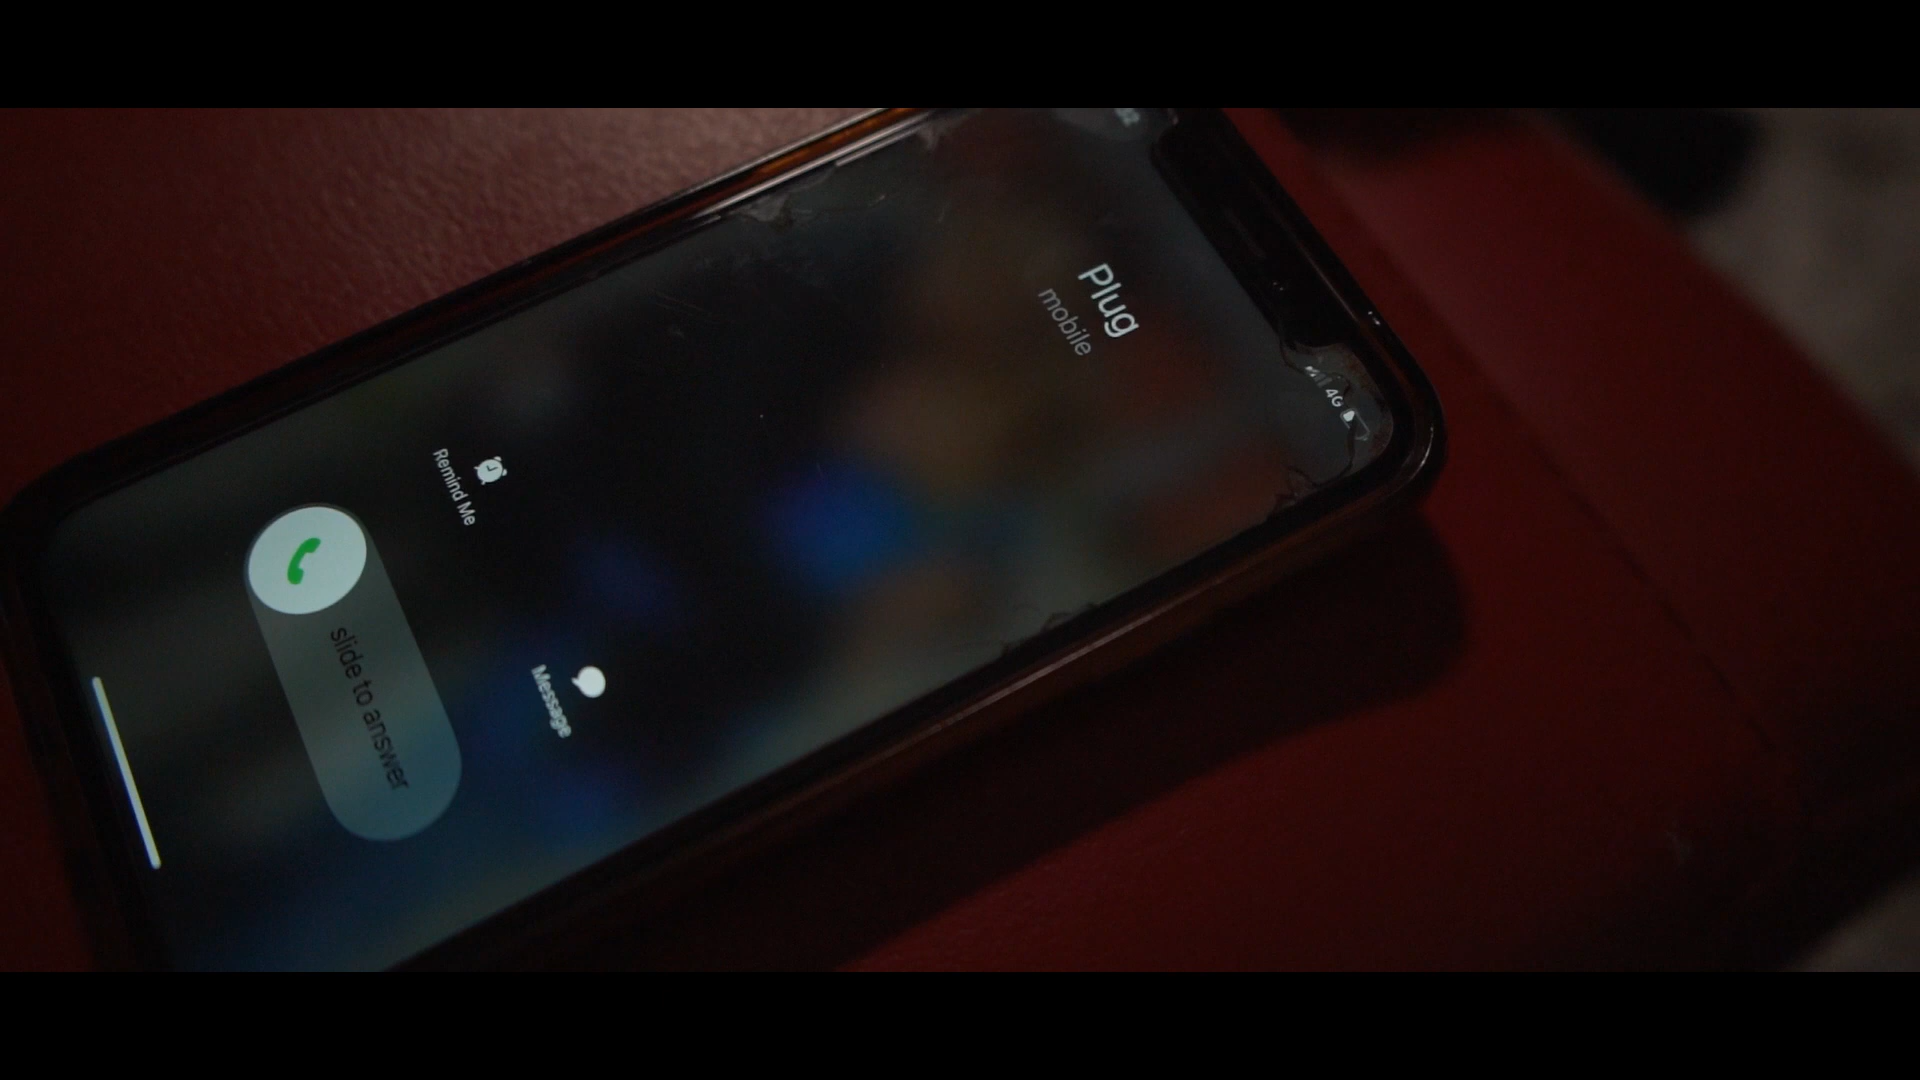 4G
Plug
mobile
Remind Me
Message
slide to answer